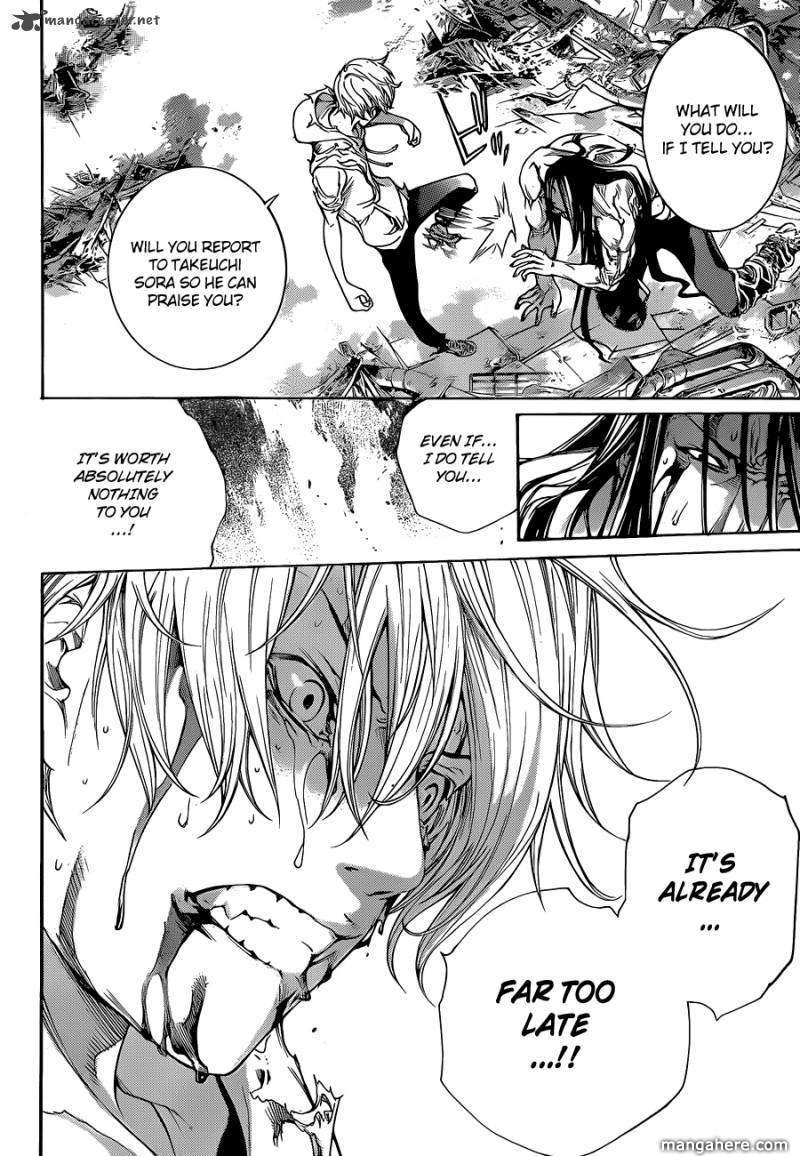 mangareader.net
WHAT WILL
YOU DO...
IF I TELL YOU?
WILL YOU REPORT
TO TAKEUCHI
SORA SO HE CAN
PRAISE YOU?
EVEN IF...
I DO TELL
YOU...
IT'S WORTH
ABSOLUTELY
NOTHING
TO YOU
...!
IT'S
ALREADY
...
FAR TOO
LATE
...!!
mangahere.com